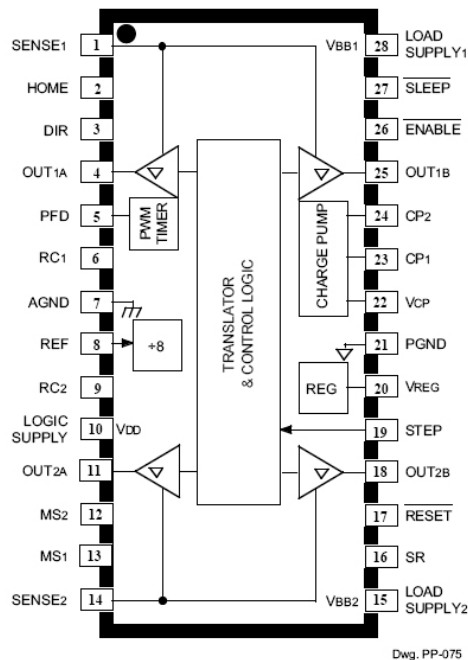 SENSE1 1 VBB1 28 LOAD SUPPLY1
HOME 2 27 SLEEP
DIR 3 26 ENABLE
OUT1A 4 25 OUT1B
PFD 5 PWM TIMER 24 CP2
RC1 6 CHARGE PUMP 23 CP1
AGND 7 22 VCP
TRANSLATOR & CONTROL LOGIC
REF 8 ÷8 21 PGND
RC2 9 REG 20 VREG
LOGIC SUPPLY 10 VDD 19 STEP
OUT2A 11 18 OUT2B
MS2 12 17 RESET
MS1 13 16 SR
SENSE2 14 VBB2 15 LOAD SUPPLY2
Dwg. PP-075